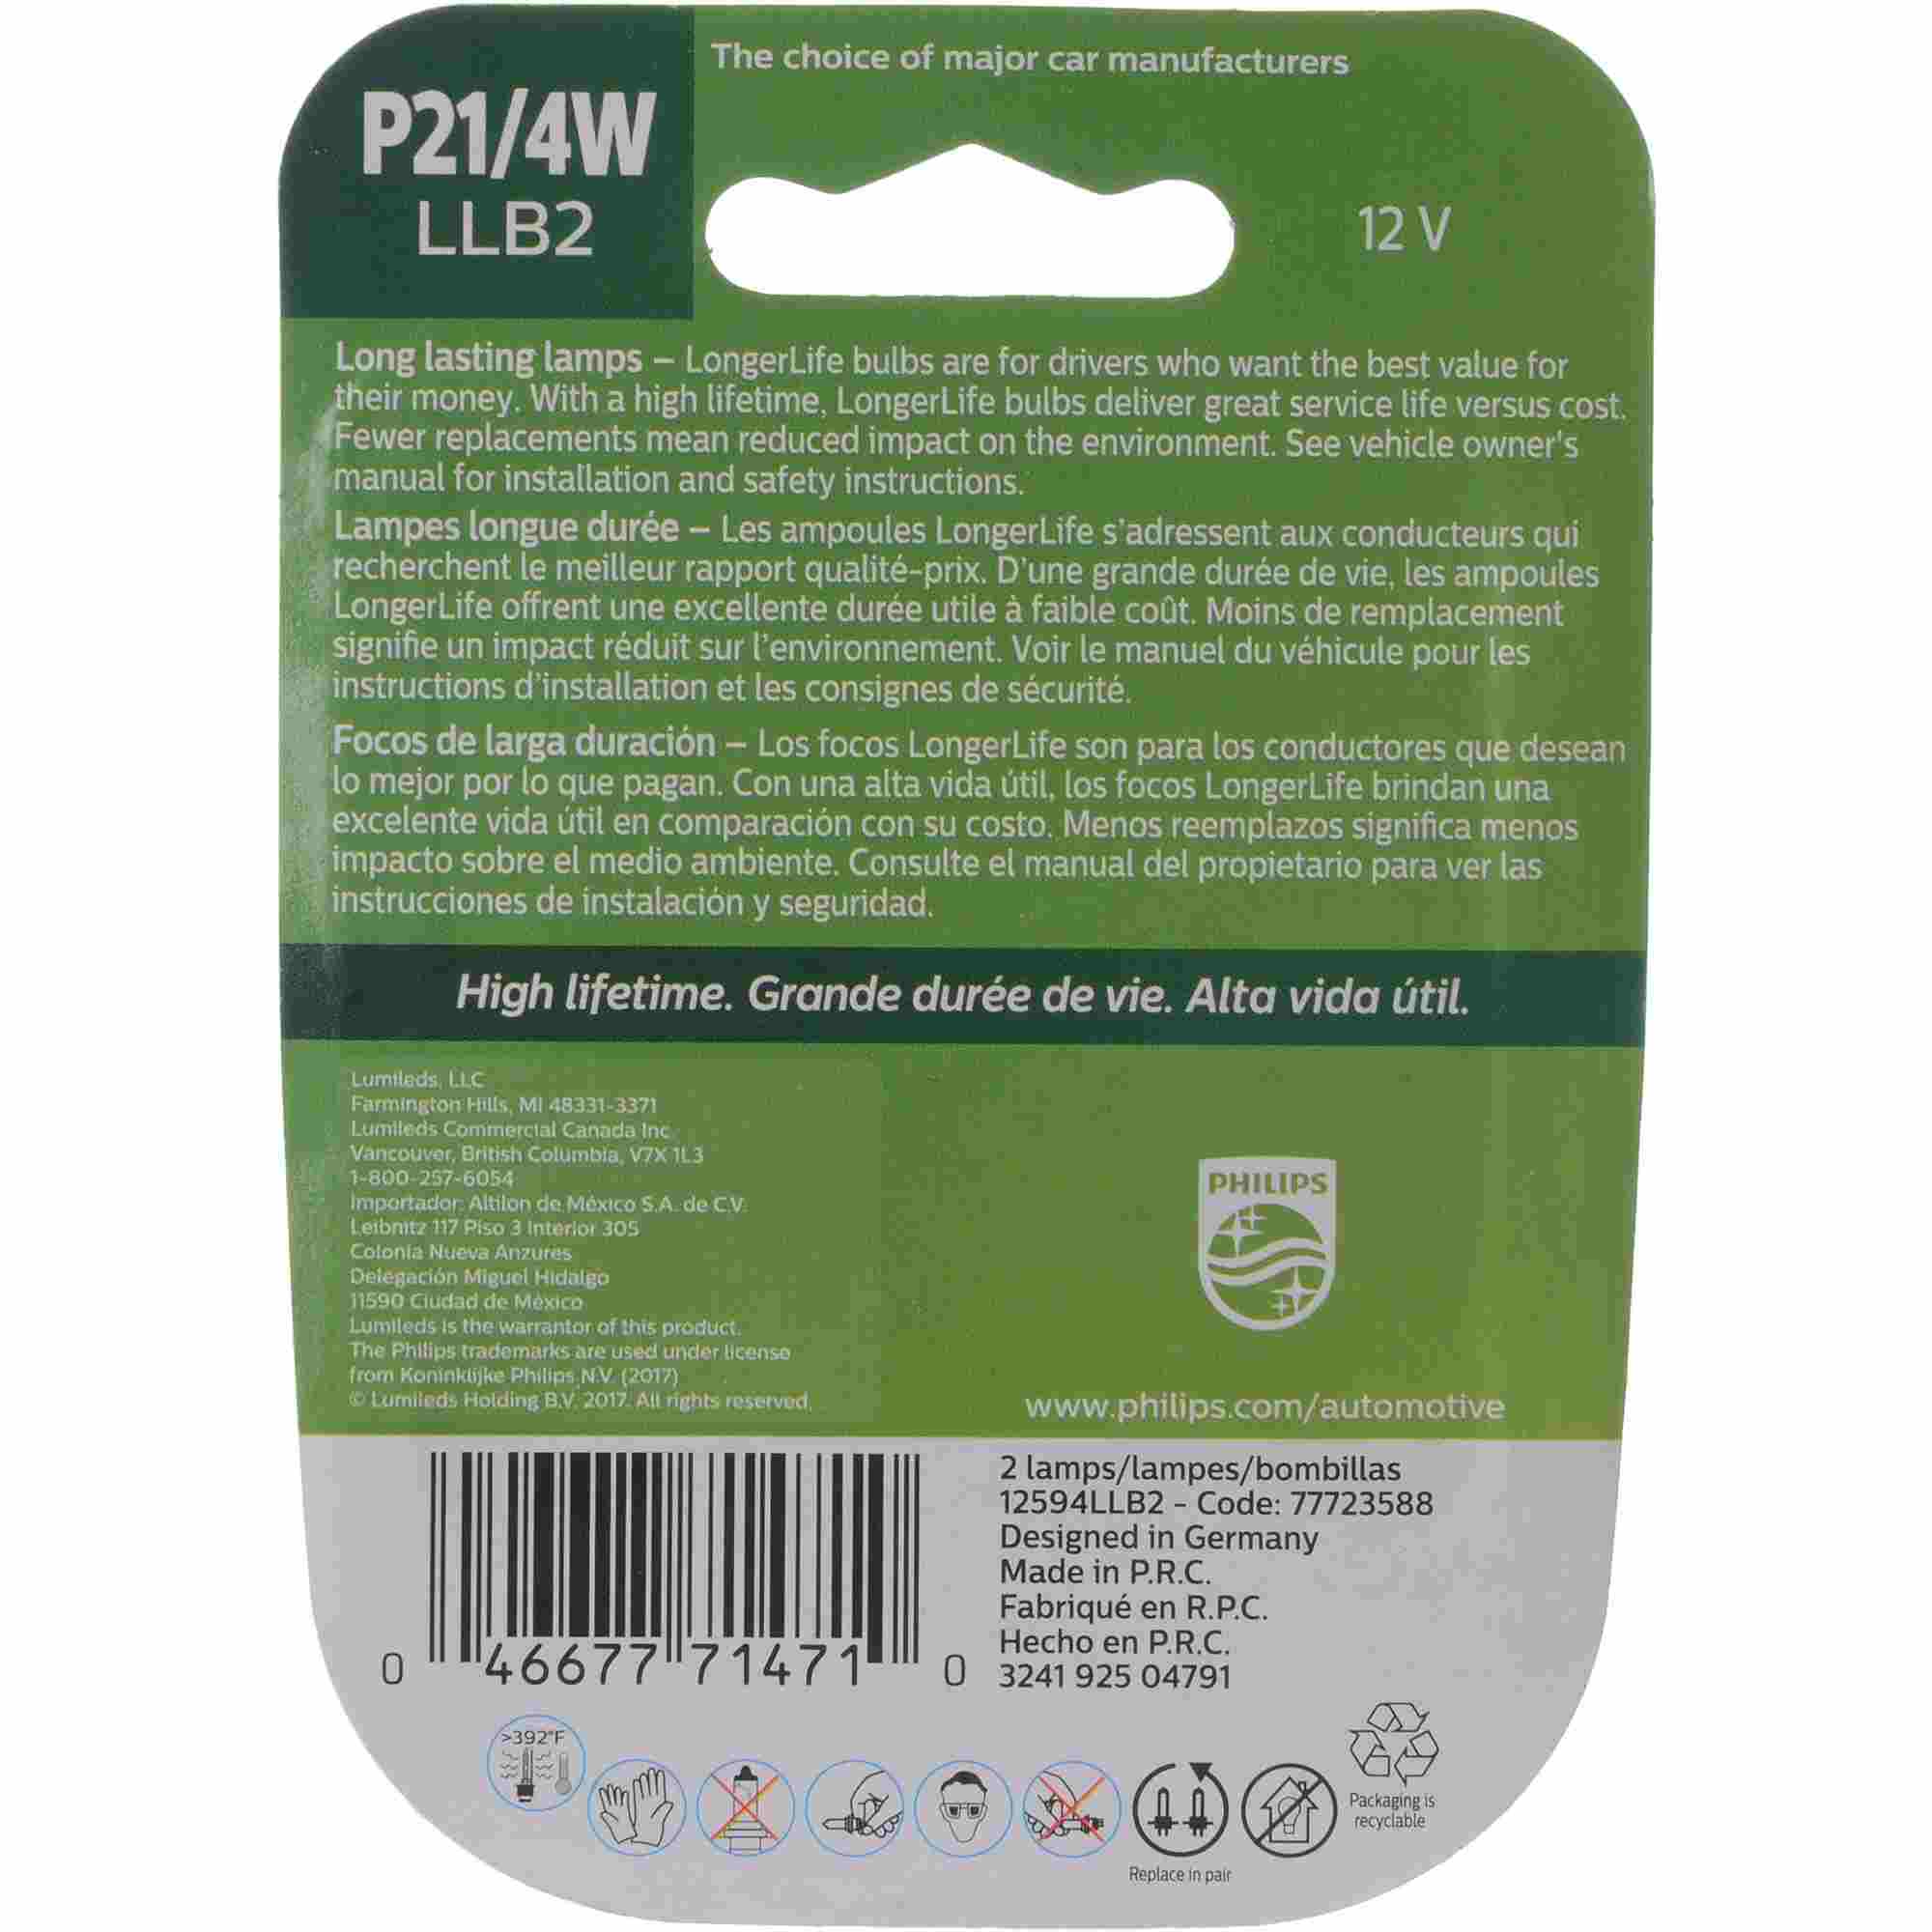 The choice of major car manufacturers
P21/4W
LLB2
12 V
Long lasting lamps – LongerLife bulbs are for drivers who want the best value for
their money. With a high lifetime, LongerLife bulbs deliver great service life versus cost.
Fewer replacements mean reduced impact on the environment. See vehicle owner's
manual for installation and safety instructions.
Lampes longue durée – Les ampoules LongerLife s'adressent aux conducteurs qui
recherchent le meilleur rapport qualité-prix. D'une grande durée de vie, les ampoules
LongerLife offrent une excellente durée utile à faible coût. Moins de remplacement
signifie un impact réduit sur l'environnement. Voir le manuel du véhicule pour les
instructions d'installation et les consignes de sécurité.
Focos de larga duración – Los focos LongerLife son para los conductores que desean
lo mejor por lo que pagan. Con una alta vida útil, los focos LongerLife brindan una
excelente vida útil en comparación con su costo. Menos reemplazos significa menos
impacto sobre el medio ambiente. Consulte el manual del propietario para ver las
instrucciones de instalación y seguridad.
High lifetime. Grande durée de vie. Alta vida útil.
Lumileds, LLC
Farmington Hills, MI 48331-3371
Lumileds Commercial Canada Inc.
Vancouver, British Columbia, V7X 1L3
1-800-257-6054
Importador: Altilon de México S.A. de C.V.
Leibnitz 117 Piso 3 Interior 305
Colonia Nueva Anzures
Delegación Miguel Hidalgo
11590 Ciudad de México
Lumileds is the warrantor of this product.
The Philips trademarks are used under license
from Koninklijke Philips N.V. (2017)
© Lumileds Holding B.V. 2017. All rights reserved.
PHILIPS
www.philips.com/automotive
2 lamps/lampes/bombillas
12594LLB2 - Code: 77723588
Designed in Germany
Made in P.R.C.
Fabriqué en R.P.C.
Hecho en P.R.C.
3241 925 04791
0 46677 71471 0
>392°F
Replace in pair
Packaging is
recyclable